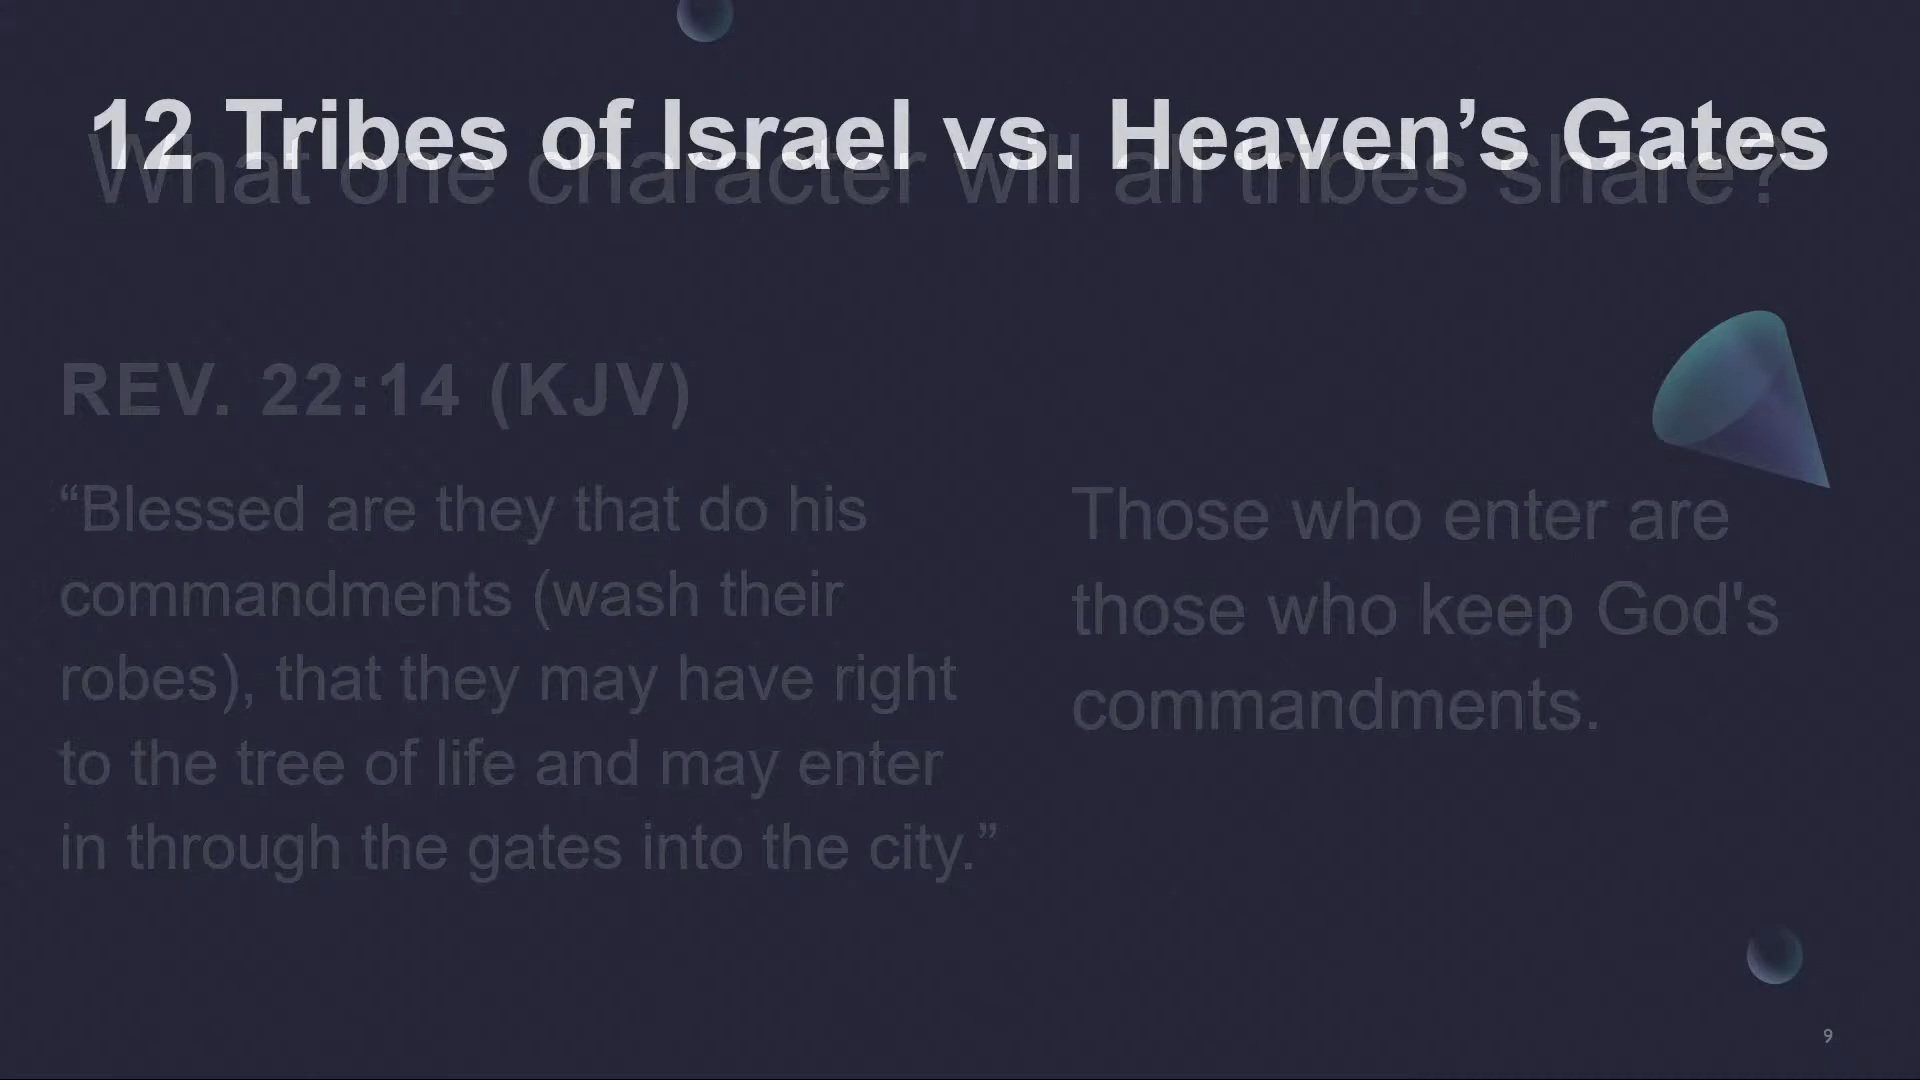 12 Tribes of Israel vs. Heaven’s Gates
What one character will all tribes share?
REV. 22:14 (KJV)
“Blessed are they that do his
commandments (wash their
robes), that they may have right
to the tree of life and may enter
in through the gates into the city.”
Those who enter are
those who keep God's
commandments.
9